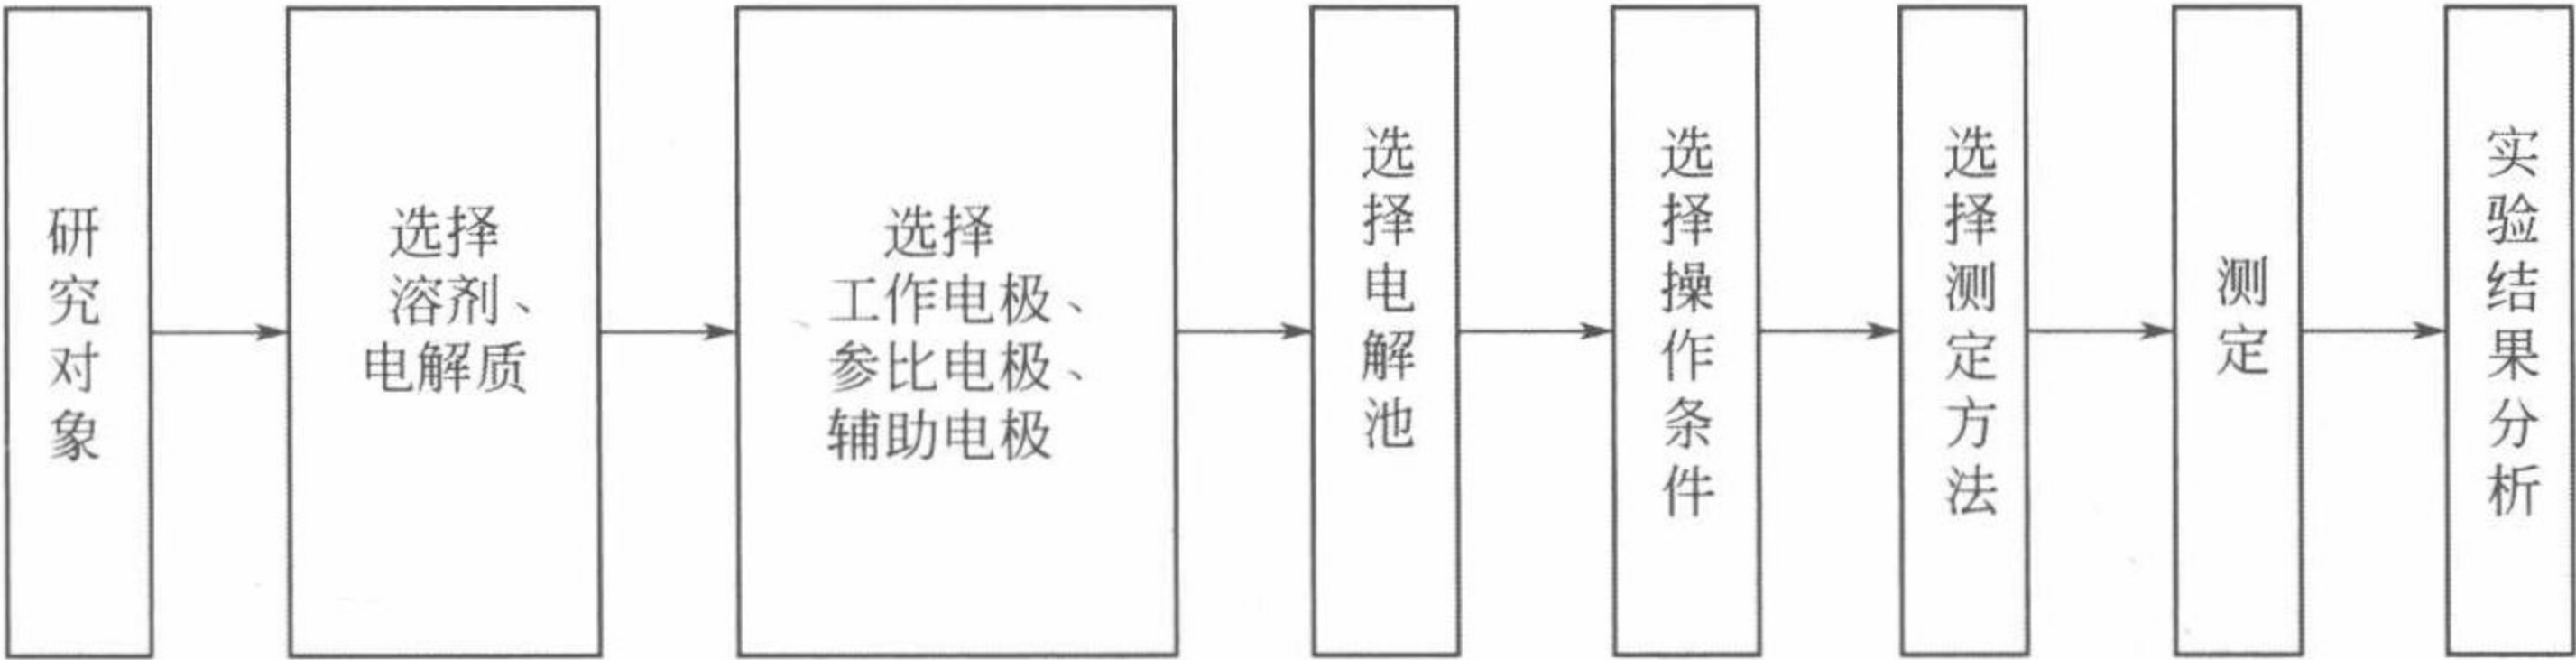 研究对象
选择
溶剂、
电解质
选择
工作电极、
参比电极、
辅助电极
选择电解池
选择操作条件
选择测定方法
测定
实验结果分析